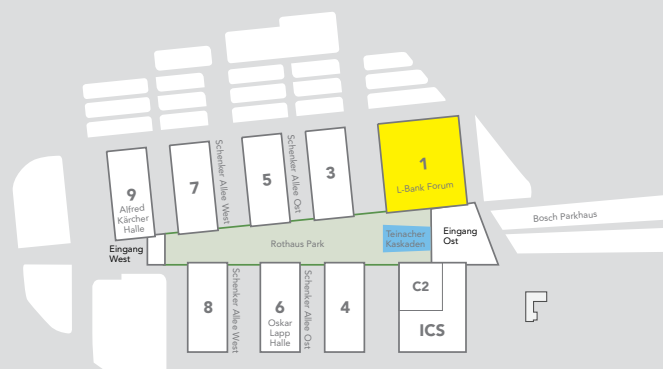 9
Alfred
Kärcher
Halle
7
Schenker Allee West
5
Schenker Allee Ost
3
1
L-Bank Forum
Eingang
West
Rothaus Park
Teinacher
Kaskaden
Eingang
Ost
Bosch Parkhaus
8
Schenker Allee West
6
Oskar
Lapp
Halle
Schenker Allee Ost
4
C2
ICS